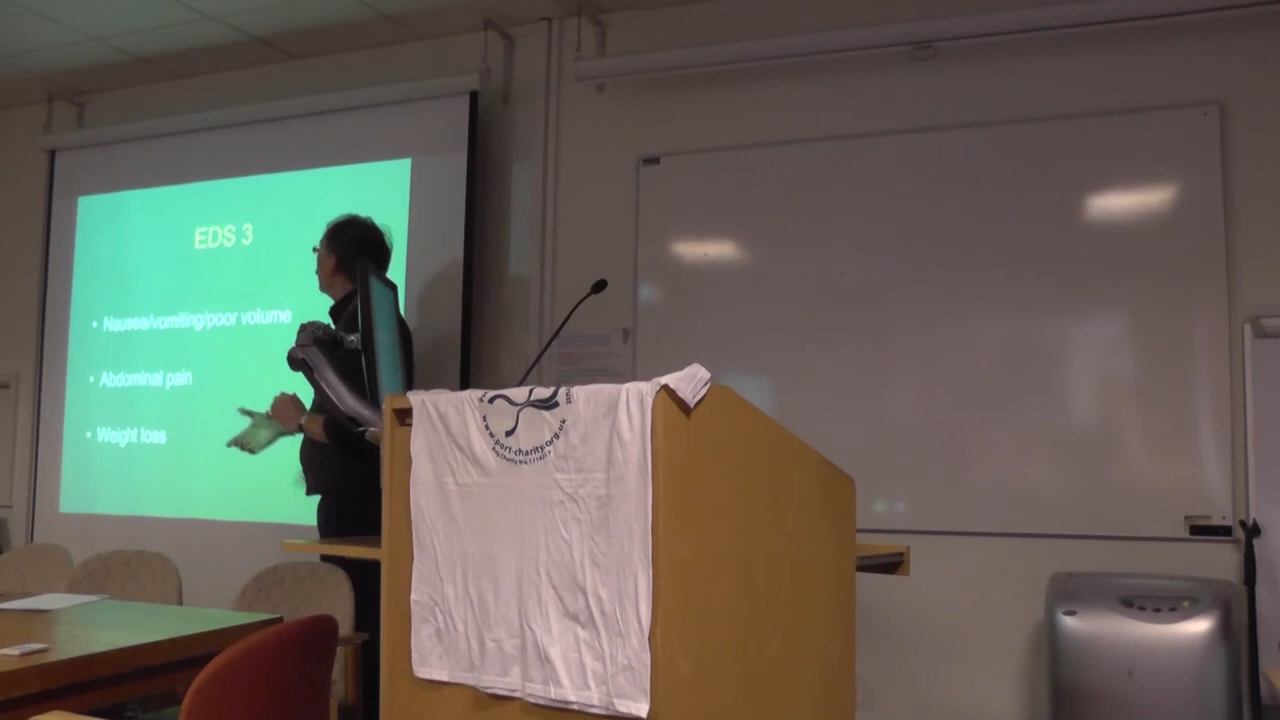 EDS 3
• Nausea/vomiting/poor volume
• Abdominal pain
• Weight loss
www.port-charity.org.uk